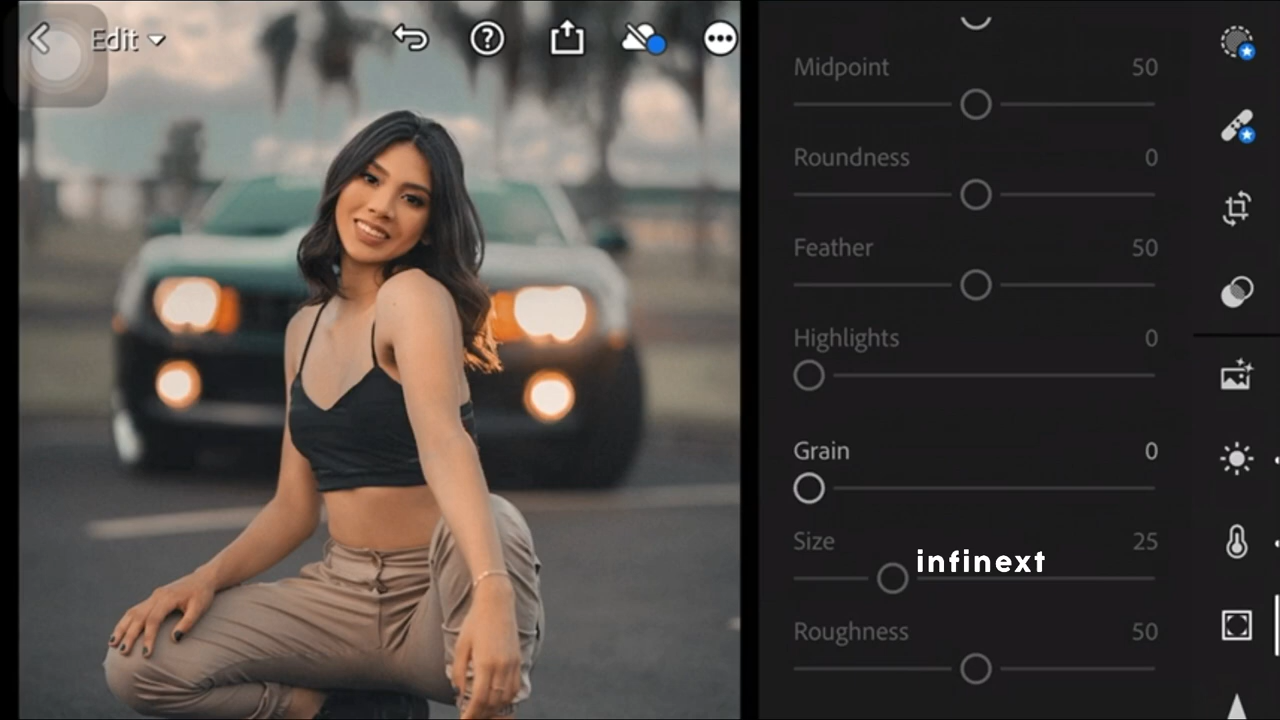 Edit
Midpoint 50
Roundness 0
Feather 50
Highlights 0
Grain 0
Size 25
infinext
Roughness 50